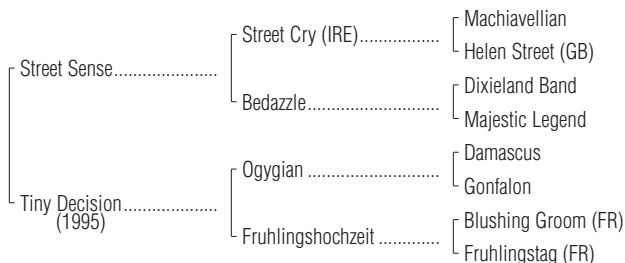 Machiavellian
Street Cry (IRE)..................
Helen Street (GB)
Street Sense.......................
Dixieland Band
Bedazzle..............................
Majestic Legend
Damascus
Ogygian ..............................
Gonfalon
Tiny Decision.....................
(1995)
Blushing Groom (FR)
Fruhlingshochzeit ..............
Fruhlingstag (FR)